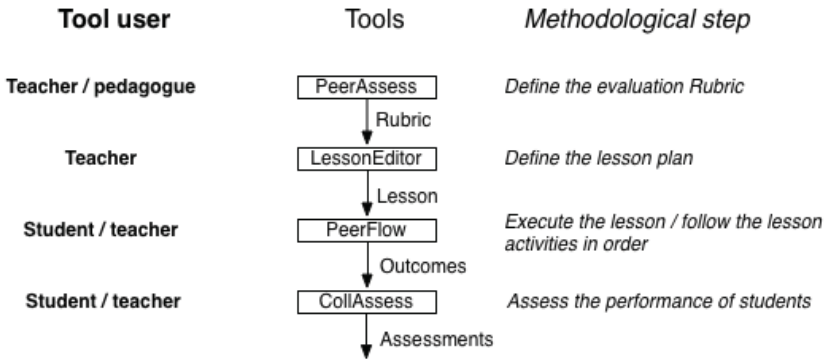 Tool user Tools Methodological step
Teacher / pedagogue PeerAssess Define the evaluation Rubric
Rubric
Teacher LessonEditor Define the lesson plan
Lesson
Student / teacher PeerFlow Execute the lesson / follow the lesson
activities in order
Outcomes
Student / teacher CollAssess Assess the performance of students
Assessments